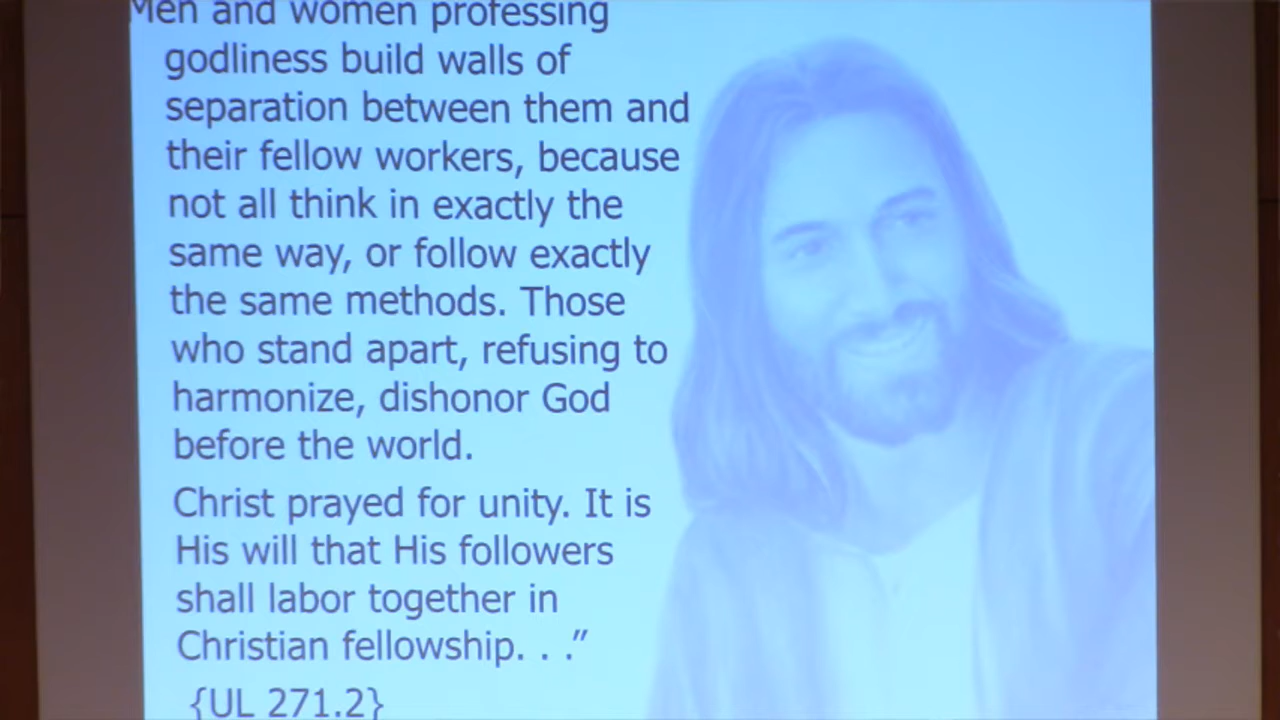 Men and women professing
godliness build walls of
separation between them and
their fellow workers, because
not all think in exactly the
same way, or follow exactly
the same methods. Those
who stand apart, refusing to
harmonize, dishonor God
before the world.
Christ prayed for unity. It is
His will that His followers
shall labor together in
Christian fellowship. . .”
{UL 271.2}